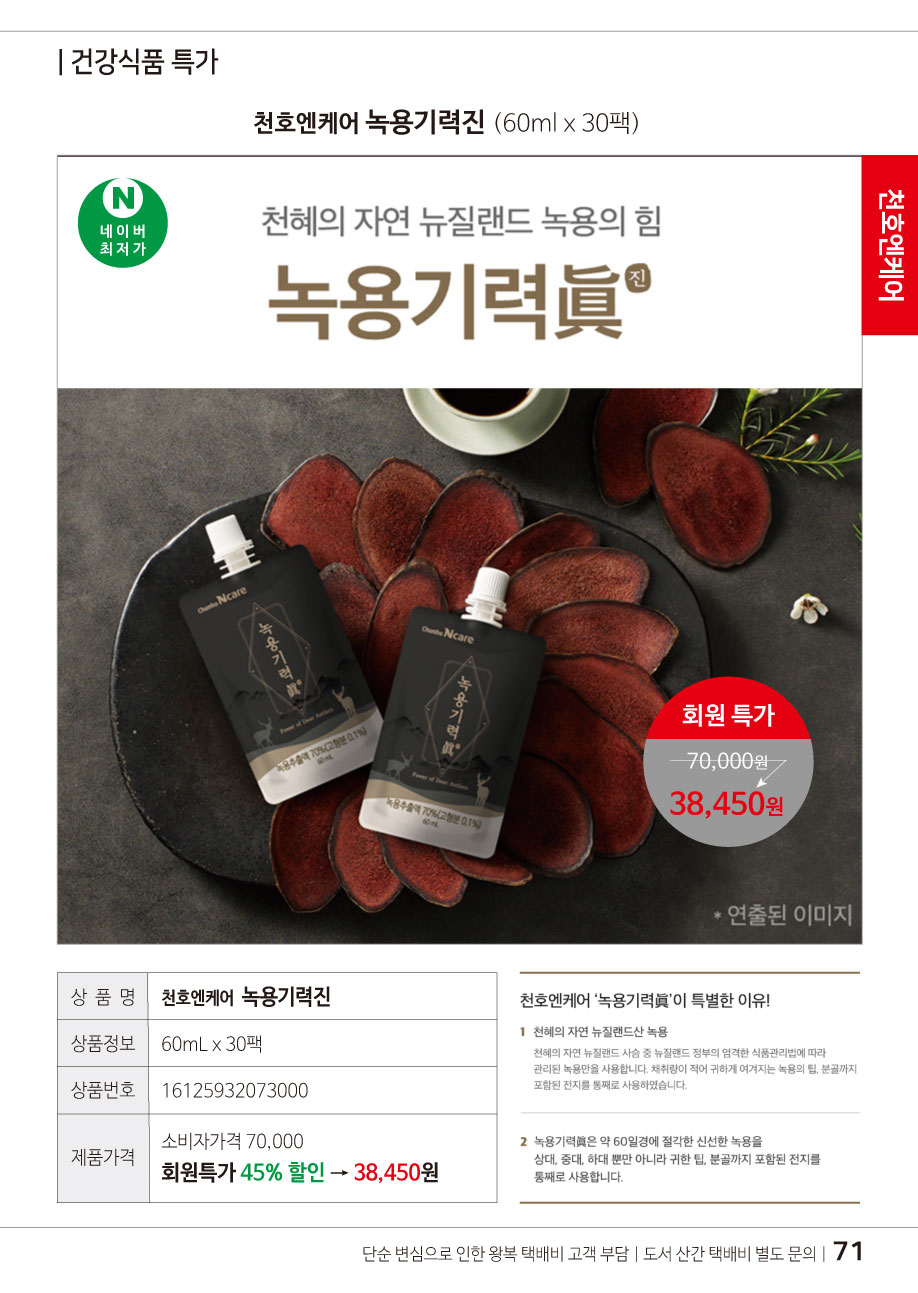 | 건강식품 특가
천호엔케어 녹용기력진 (60ml x 30팩)
N
네이버
최저가
천혜의 자연 뉴질랜드 녹용의 힘
녹용기력眞 진
천호엔케어
Chunho Ncare
녹용기력眞
Power of Deer Antlers
녹용추출액 70%(고형분 0.1%)
60 mL
Chunho Ncare
녹용기력眞
Power of Deer Antlers
녹용추출액 70%(고형분 0.1%)
60 mL
회원 특가
70,000원
38,450원
* 연출된 이미지
상 품 명 천호엔케어 녹용기력진
상품정보 60mL x 30팩
상품번호 16125932073000
제품가격 소비자가격 70,000
회원특가 45% 할인 → 38,450원
천호엔케어 ‘녹용기력眞’이 특별한 이유!
1 천혜의 자연 뉴질랜드산 녹용
천혜의 자연 뉴질랜드 사슴 중 뉴질랜드 정부의 엄격한 식품관리법에 따라
관리된 녹용만을 사용합니다. 채취량이 적어 귀하게 여겨지는 녹용의 팁, 분골까지
포함된 전지를 통째로 사용하였습니다.
2 녹용기력眞은 약 60일경에 절각한 신선한 녹용을
상대, 중대, 하대 뿐만 아니라 귀한 팁, 분골까지 포함된 전지를
통째로 사용합니다.
단순 변심으로 인한 왕복 택배비 고객 부담 | 도서 산간 택배비 별도 문의 | 71